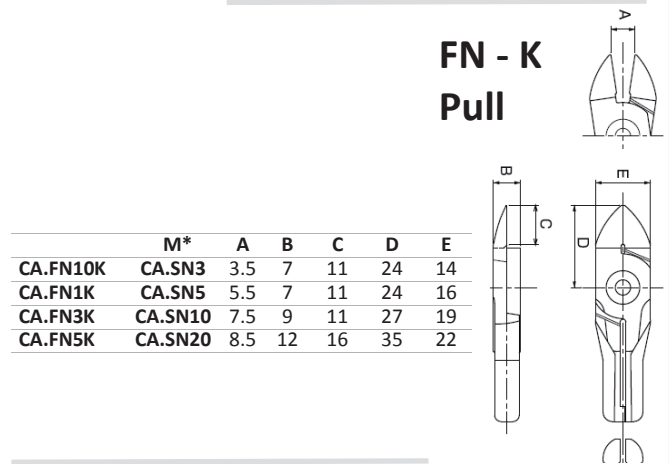 FN - K
Pull
A
B
E
C
D
M* A B C D E
CA.FN10K CA.SN3 3.5 7 11 24 14
CA.FN1K CA.SN5 5.5 7 11 24 16
CA.FN3K CA.SN10 7.5 9 11 27 19
CA.FN5K CA.SN20 8.5 12 16 35 22